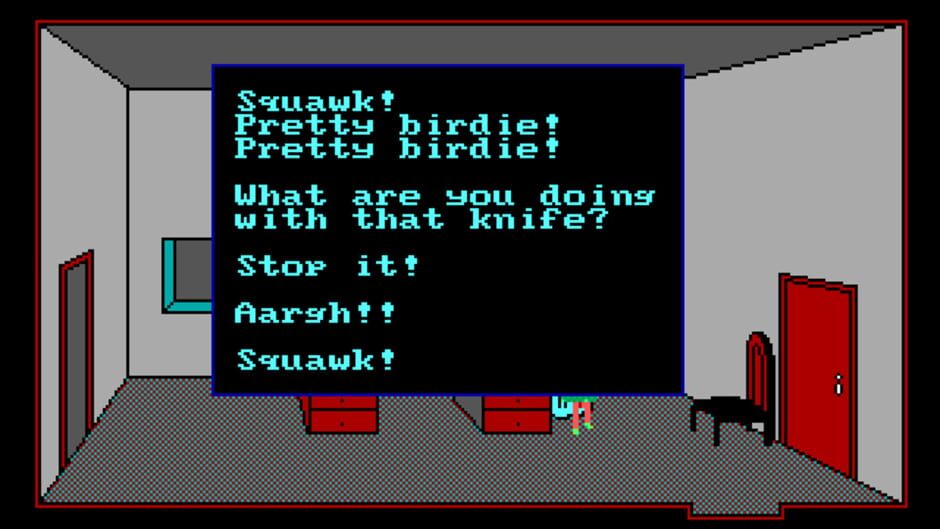 Squawk!
Pretty birdie!
Pretty birdie!
What are you doing
with that knife?
Stop it!
Aargh!!
Squawk!